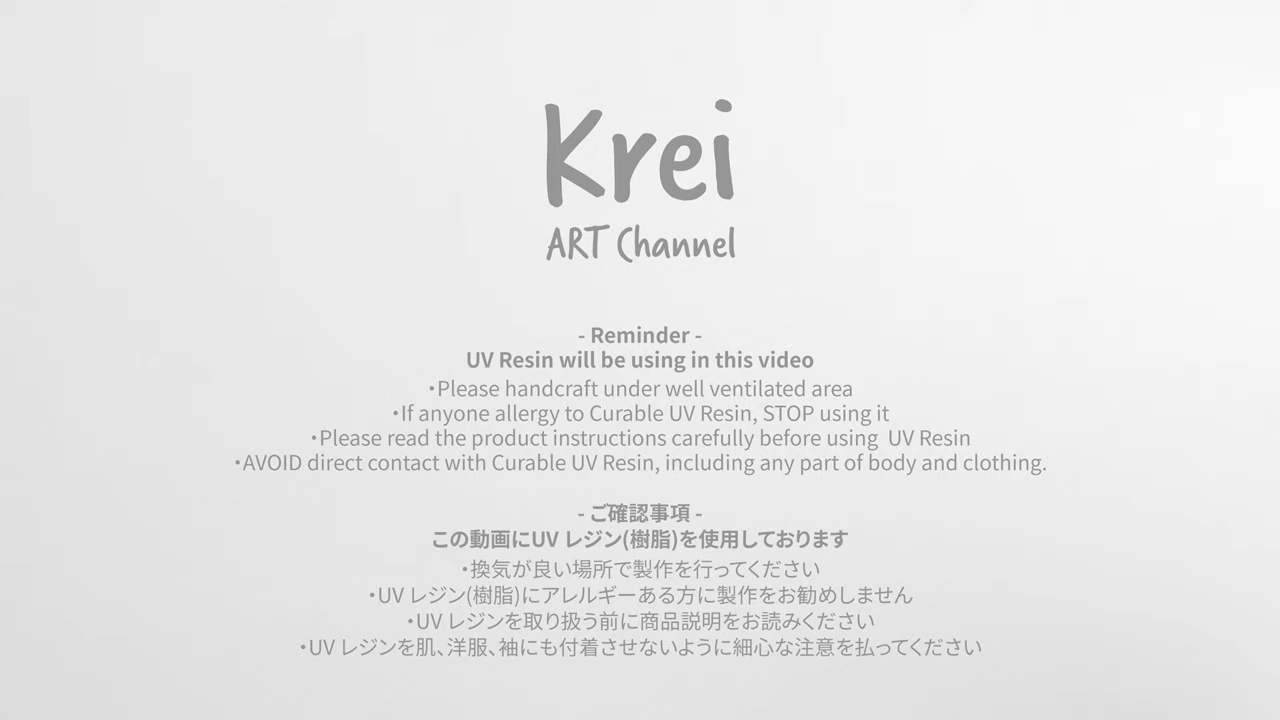 Krei
ART Channel
- Reminder -
UV Resin will be using in this video
・Please handcraft under well ventilated area
・If anyone allergy to Curable UV Resin, STOP using it
・Please read the product instructions carefully before using  UV Resin
・AVOID direct contact with Curable UV Resin, including any part of body and clothing.
- ご確認事項 -
この動画にUV レジン(樹脂)を使用しております
・換気が良い場所で製作を行ってください
・UV レジン(樹脂)にアレルギーある方に製作をお勧めしません
・UV レジンを取り扱う前に商品説明をお読みください
・UV レジンを肌、洋服、袖にも付着させないように細心な注意を払ってください